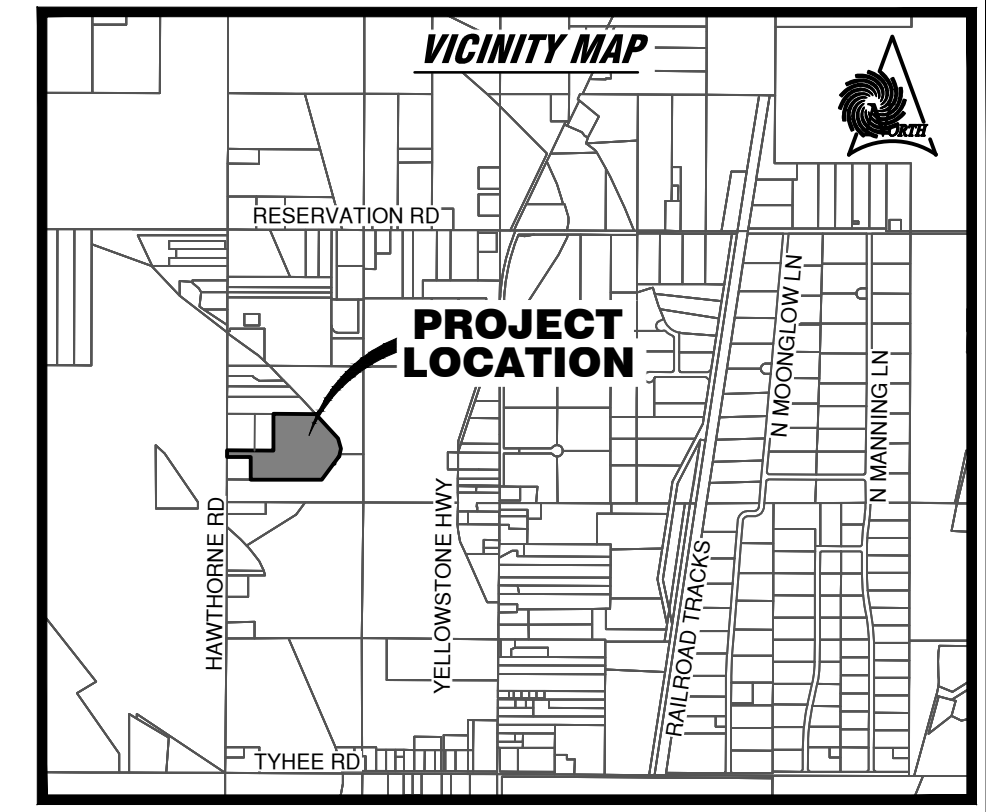 VICINITY MAP
NORTH
RESERVATION RD
PROJECT
LOCATION
N MOONGLOW LN
N MANNING LN
HAWTHORNE RD
YELLOWSTONE HWY
RAILROAD TRACKS
TYHEE RD